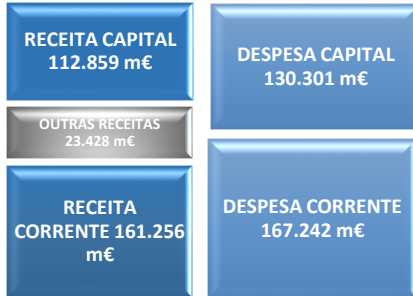 RECEITA CAPITAL
112.859 m€
OUTRAS RECEITAS
23.428 m€
RECEITA
CORRENTE 161.256
m€
DESPESA CAPITAL
130.301 m€
DESPESA CORRENTE
167.242 m€